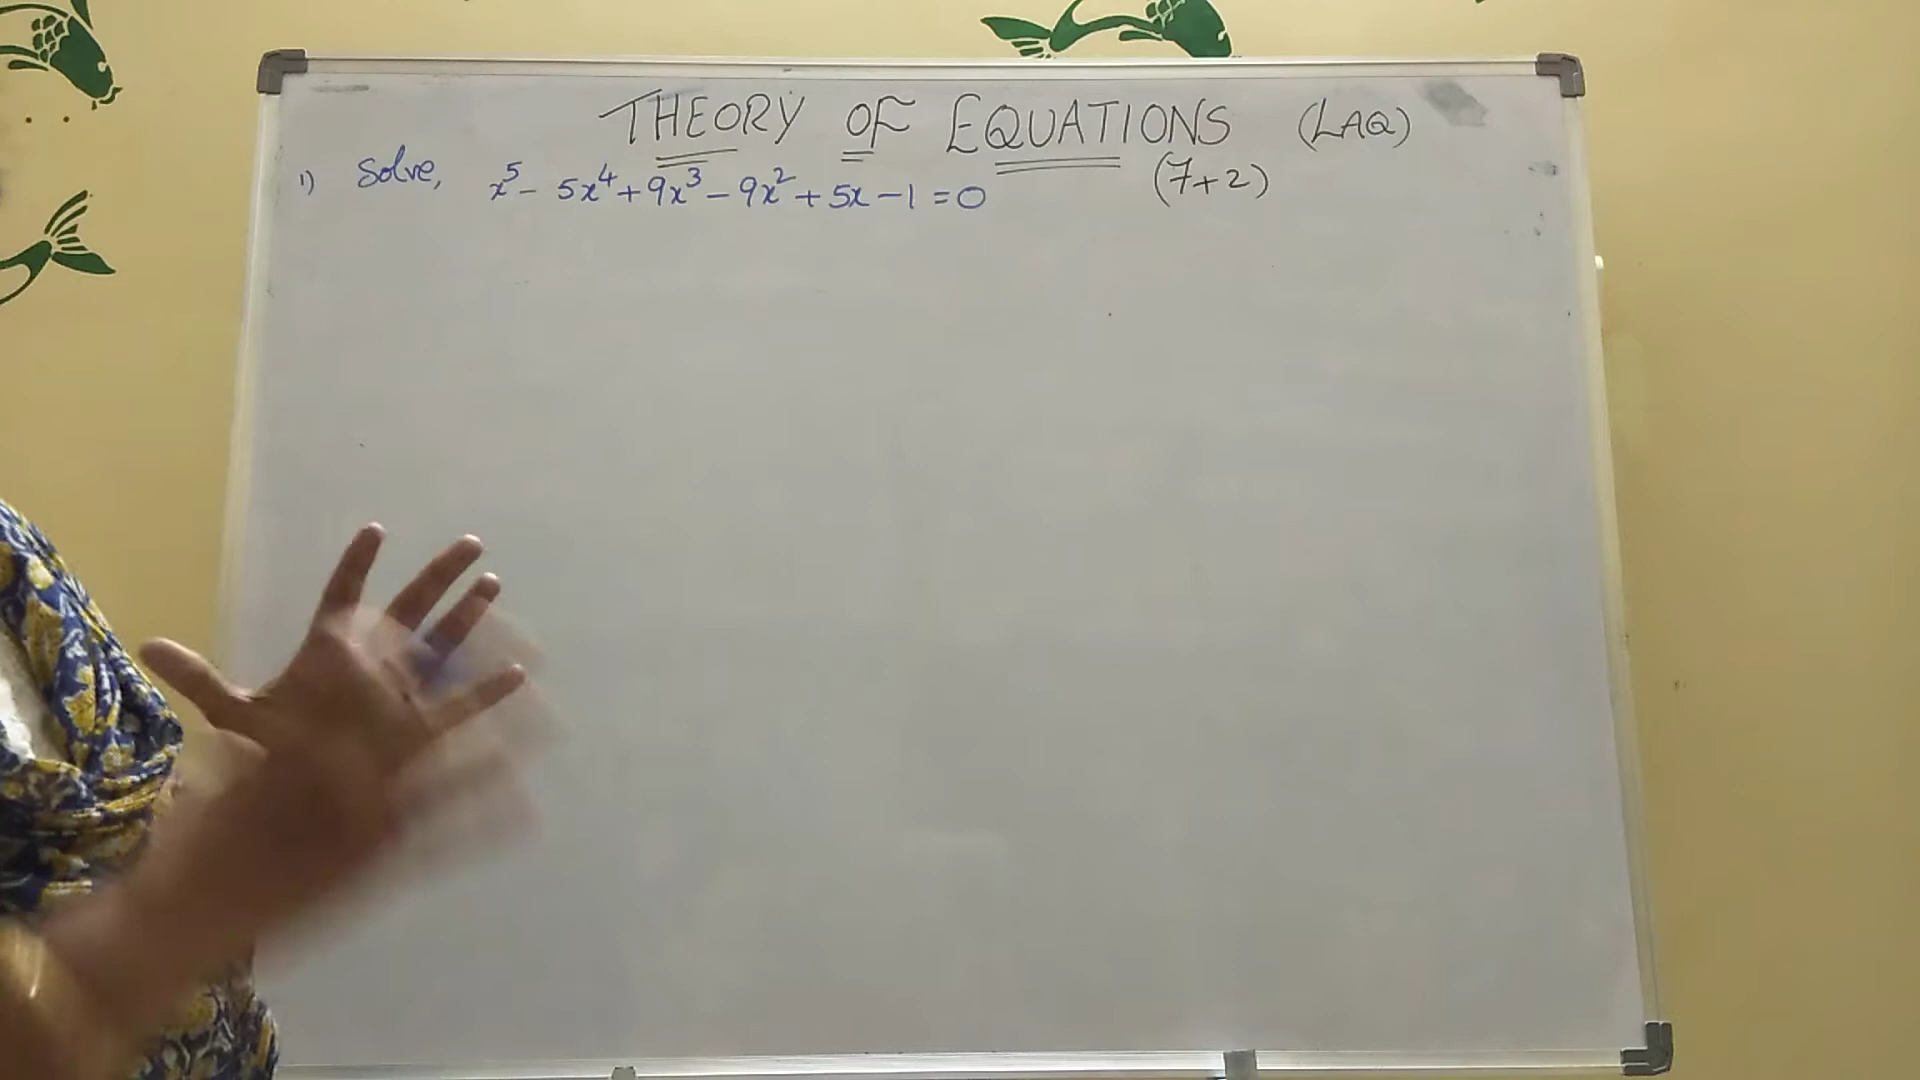 THEORY OF EQUATIONS (LAQ)
1) Solve, x⁵ - 5x⁴ + 9x³ - 9x² + 5x - 1 = 0 (7+2)